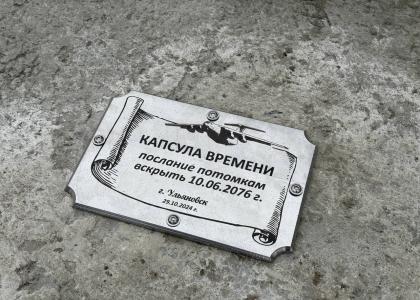 КАПСУЛА ВРЕМЕНИ
послание потомкам
вскрыть 10.06.2076 г.
г. Ульяновск
29.10.2024 г.